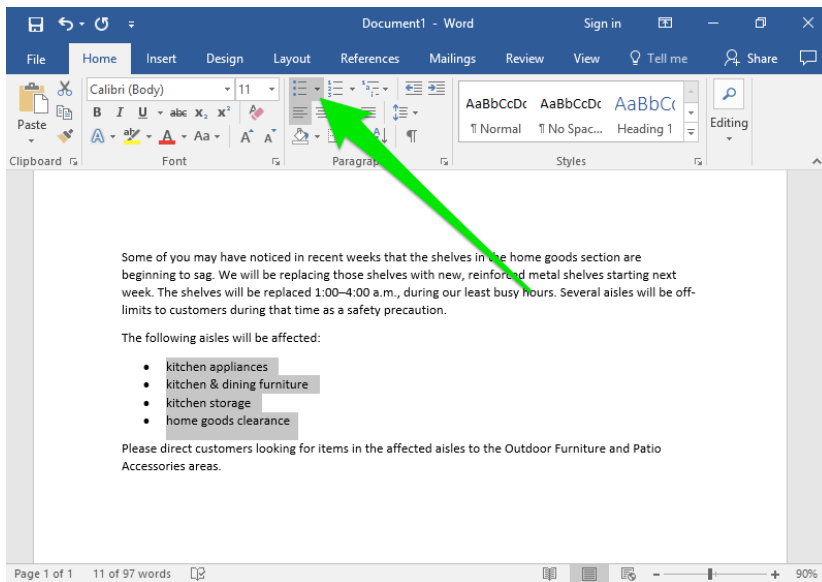 Document1 - Word Sign in
File Home Insert Design Layout References Mailings Review View Tell me Share
Calibri (Body) 11
AaBbCcDc AaBbCcDc AaBbC(
Paste B I U abc X₂ X² ¶ Normal ¶ No Spac... Heading 1 Editing
A aby A Aa A A
Clipboard Font Paragraph Styles
Some of you may have noticed in recent weeks that the shelves in the home goods section are
beginning to sag. We will be replacing those shelves with new, reinforced metal shelves starting next
week. The shelves will be replaced 1:00–4:00 a.m., during our least busy hours. Several aisles will be off-
limits to customers during that time as a safety precaution.
The following aisles will be affected:
• kitchen appliances
• kitchen & dining furniture
• kitchen storage
• home goods clearance
Please direct customers looking for items in the affected aisles to the Outdoor Furniture and Patio
Accessories areas.
Page 1 of 1 11 of 97 words 90%